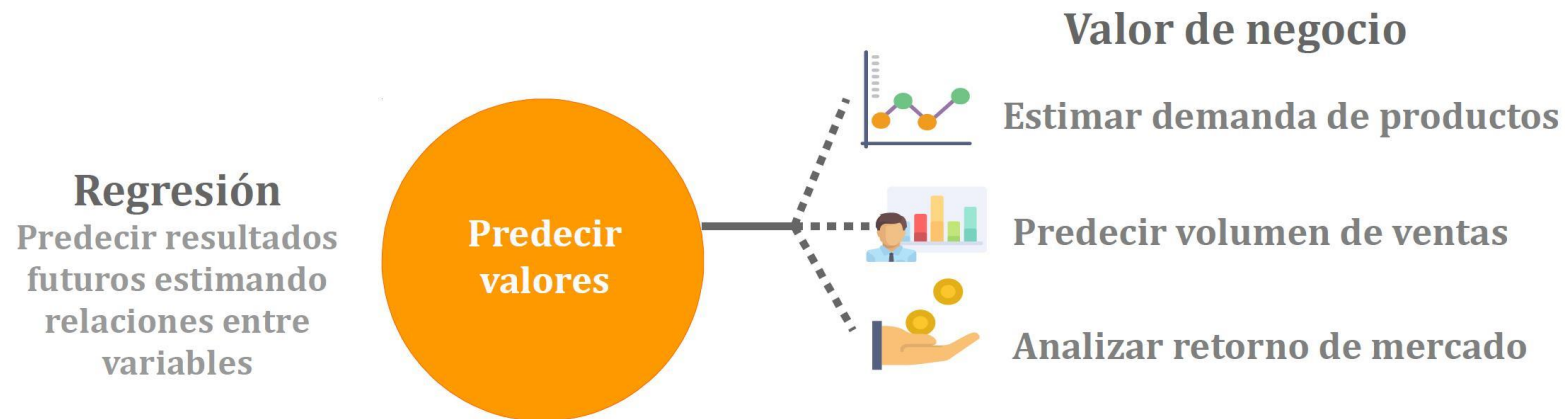 Regresión
Predecir resultados
futuros estimando
relaciones entre
variables
Predecir
valores
Valor de negocio
Estimar demanda de productos
Predecir volumen de ventas
Analizar retorno de mercado